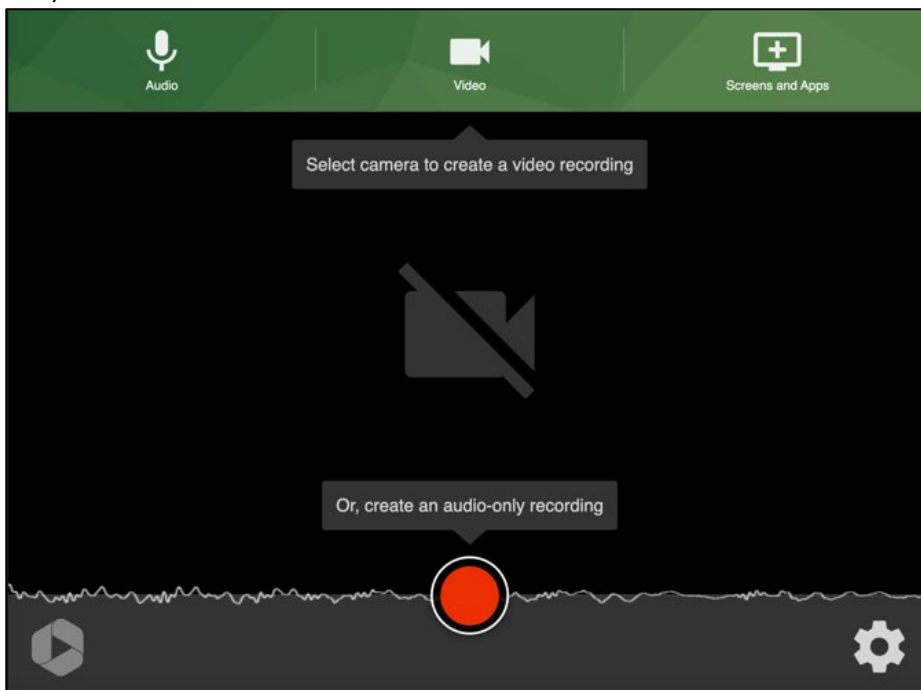 Audio
Video
Screens and Apps
Select camera to create a video recording
Or, create an audio-only recording